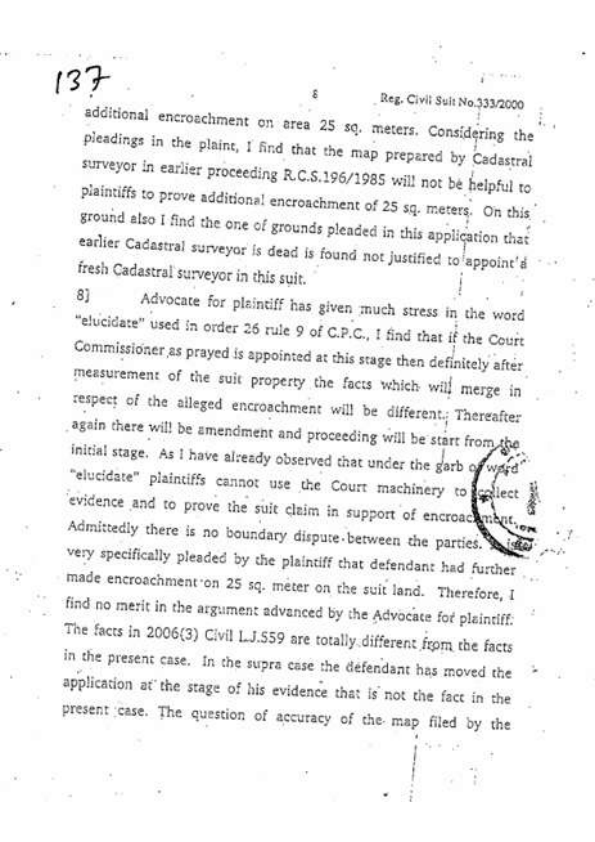 137
8 Reg. Civil Suit No.333/2000
additional encroachment on area 25 sq. meters. Considering the
pleadings in the plaint, I find that the map prepared by Cadastral
surveyor in earlier proceeding R.C.S.196/1985 will not be helpful to
plaintiffs to prove additional encroachment of 25 sq. meters. On this
ground also I find the one of grounds pleaded in this application that
earlier Cadastral surveyor is dead is found not justified to appoint a
fresh Cadastral surveyor in this suit.
8] Advocate for plaintiff has given much stress in the word
"elucidate" used in order 26 rule 9 of C.P.C., I find that if the Court
Commissioner as prayed is appointed at this stage then definitely after
measurement of the suit property the facts which will merge in
respect of the alleged encroachment will be different. Thereafter
again there will be amendment and proceeding will be start from the
initial stage. As I have already observed that under the garb of word
"elucidate" plaintiffs cannot use the Court machinery to collect
evidence and to prove the suit claim in support of encroachment.
Admittedly there is no boundary dispute between the parties.
very specifically pleaded by the plaintiff that defendant had further
made encroachment on 25 sq. meter on the suit land. Therefore, I
find no merit in the argument advanced by the Advocate for plaintiff.
The facts in 2006(3) Civil L.J.559 are totally different from the facts
in the present case. In the supra case the defendant has moved the
application at the stage of his evidence that is not the fact in the
present case. The question of accuracy of the map filed by the